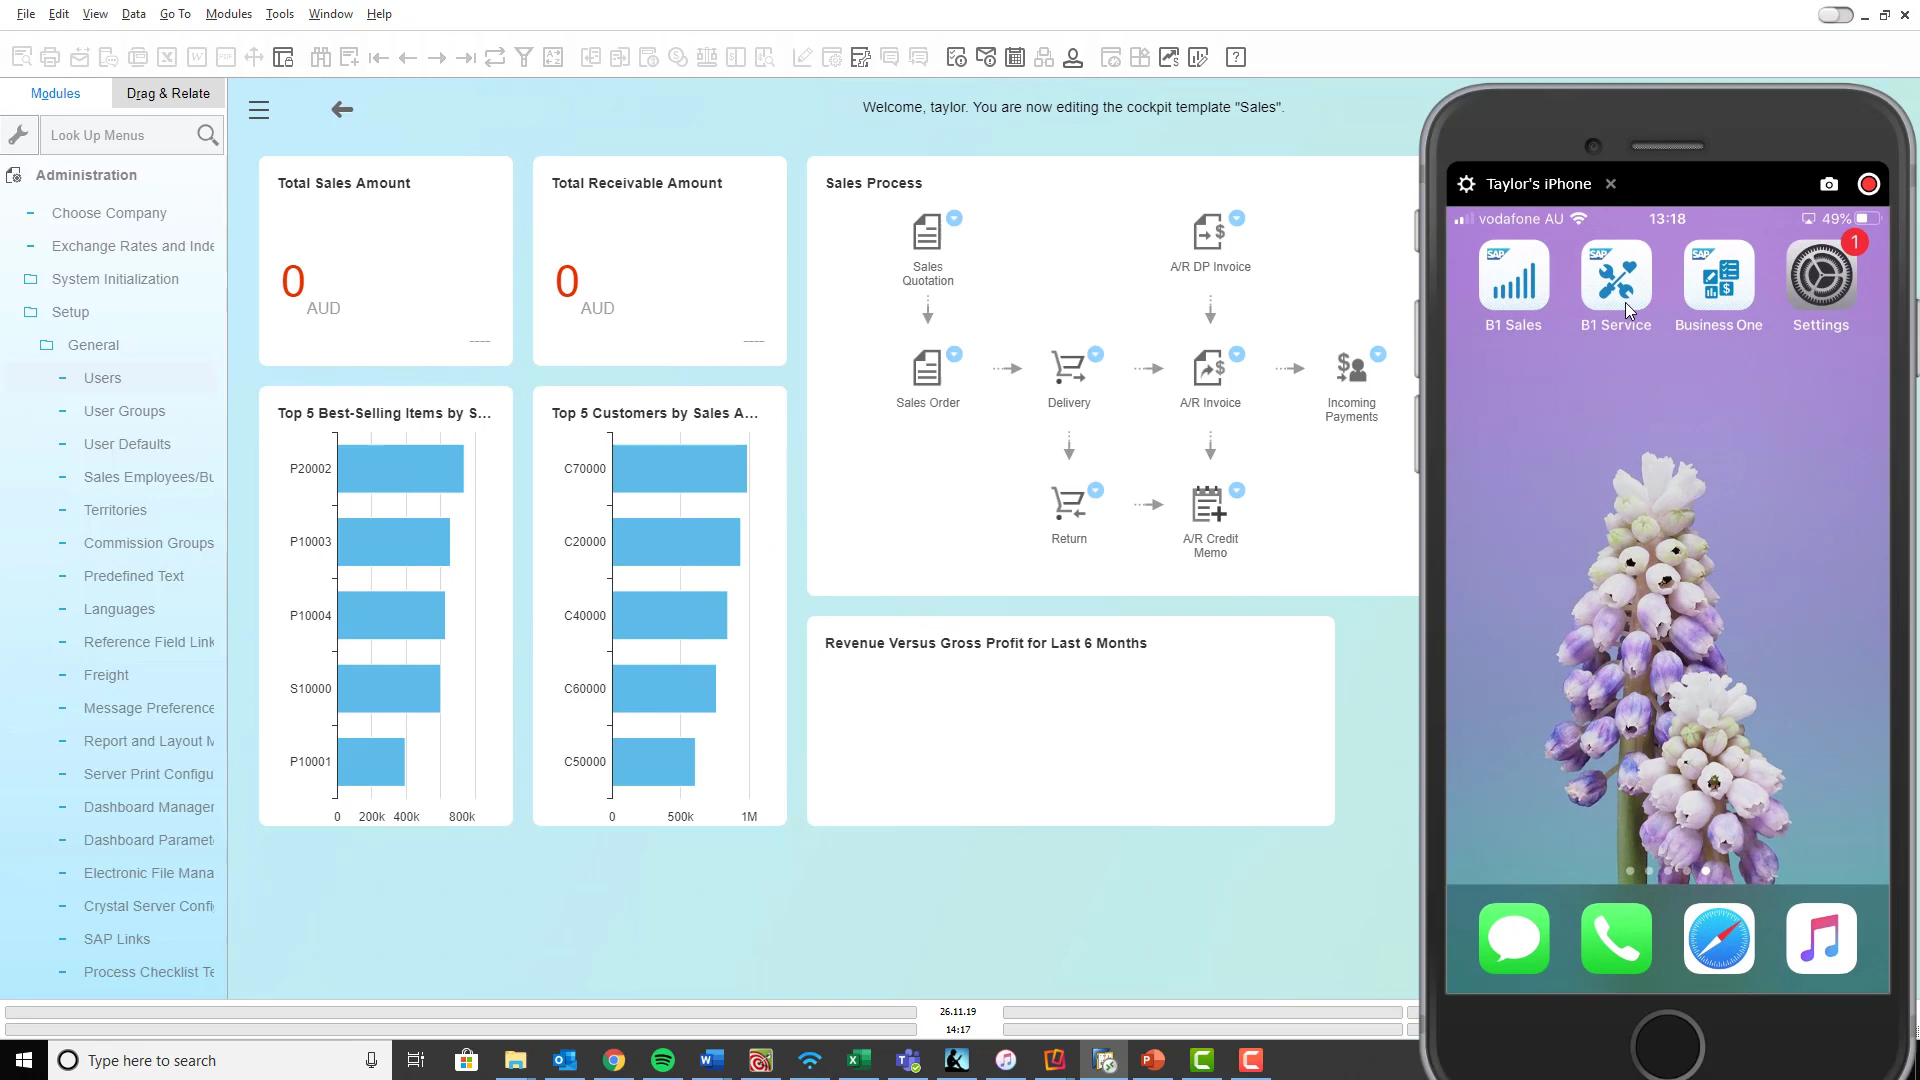 File Edit View Data Go To Modules Tools Window Help
Modules Drag & Relate
Look Up Menus
Administration
Choose Company
Exchange Rates and Inde
System Initialization
Setup
General
Users
User Groups
User Defaults
Sales Employees/Bu
Territories
Commission Groups
Predefined Text
Languages
Reference Field Link
Freight
Message Preference
Report and Layout M
Server Print Configu
Dashboard Manager
Dashboard Paramete
Electronic File Mana
Crystal Server Config
SAP Links
Process Checklist Te
Welcome, taylor. You are now editing the cockpit template "Sales".
Total Sales Amount
0
AUD
Total Receivable Amount
0
AUD
Top 5 Best-Selling Items by S...
P20002
P10003
P10004
S10000
P10001
0 200k 400k 800k
Top 5 Customers by Sales A...
C70000
C20000
C40000
C60000
C50000
0 500k 1M
Sales Process
Sales
Quotation
A/R DP Invoice
Sales Order
Delivery
A/R Invoice
Incoming
Payments
Return
A/R Credit
Memo
Revenue Versus Gross Profit for Last 6 Months
Taylor's iPhone
vodafone AU 13:18 49%
1
SAP SAP SAP
B1 Sales B1 Service Business One Settings
26.11.19
14:17
Type here to search